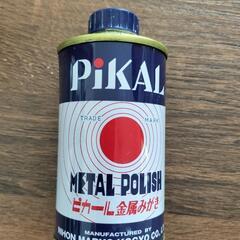 PiKAL
TRADE MARK
METAL POLISH
ピカール金属みがき
MANUFACTURED BY
NIHON MARUO KOGYO CO.